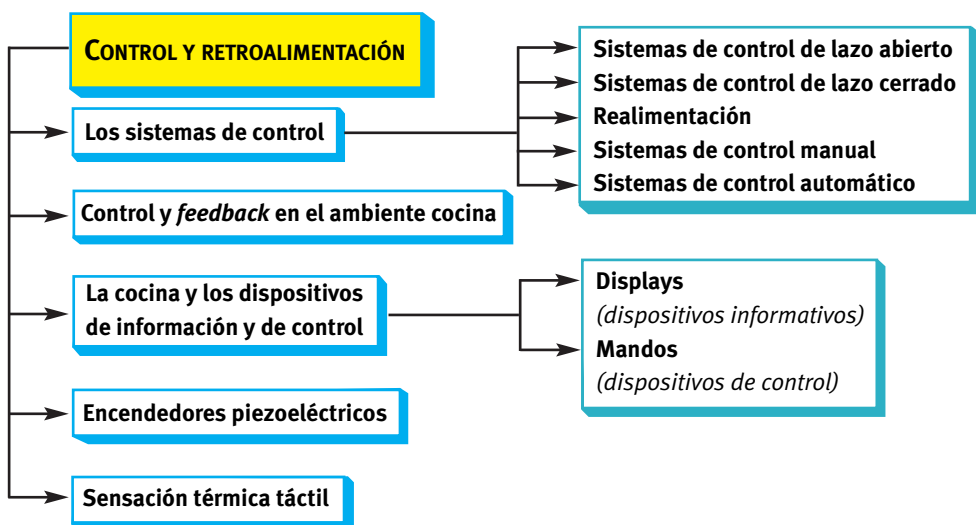 CONTROL Y RETROALIMENTACIÓN
Los sistemas de control
Sistemas de control de lazo abierto
Sistemas de control de lazo cerrado
Realimentación
Sistemas de control manual
Sistemas de control automático
Control y feedback en el ambiente cocina
La cocina y los dispositivos
de información y de control
Displays
(dispositivos informativos)
Mandos
(dispositivos de control)
Encendedores piezoeléctricos
Sensación térmica táctil